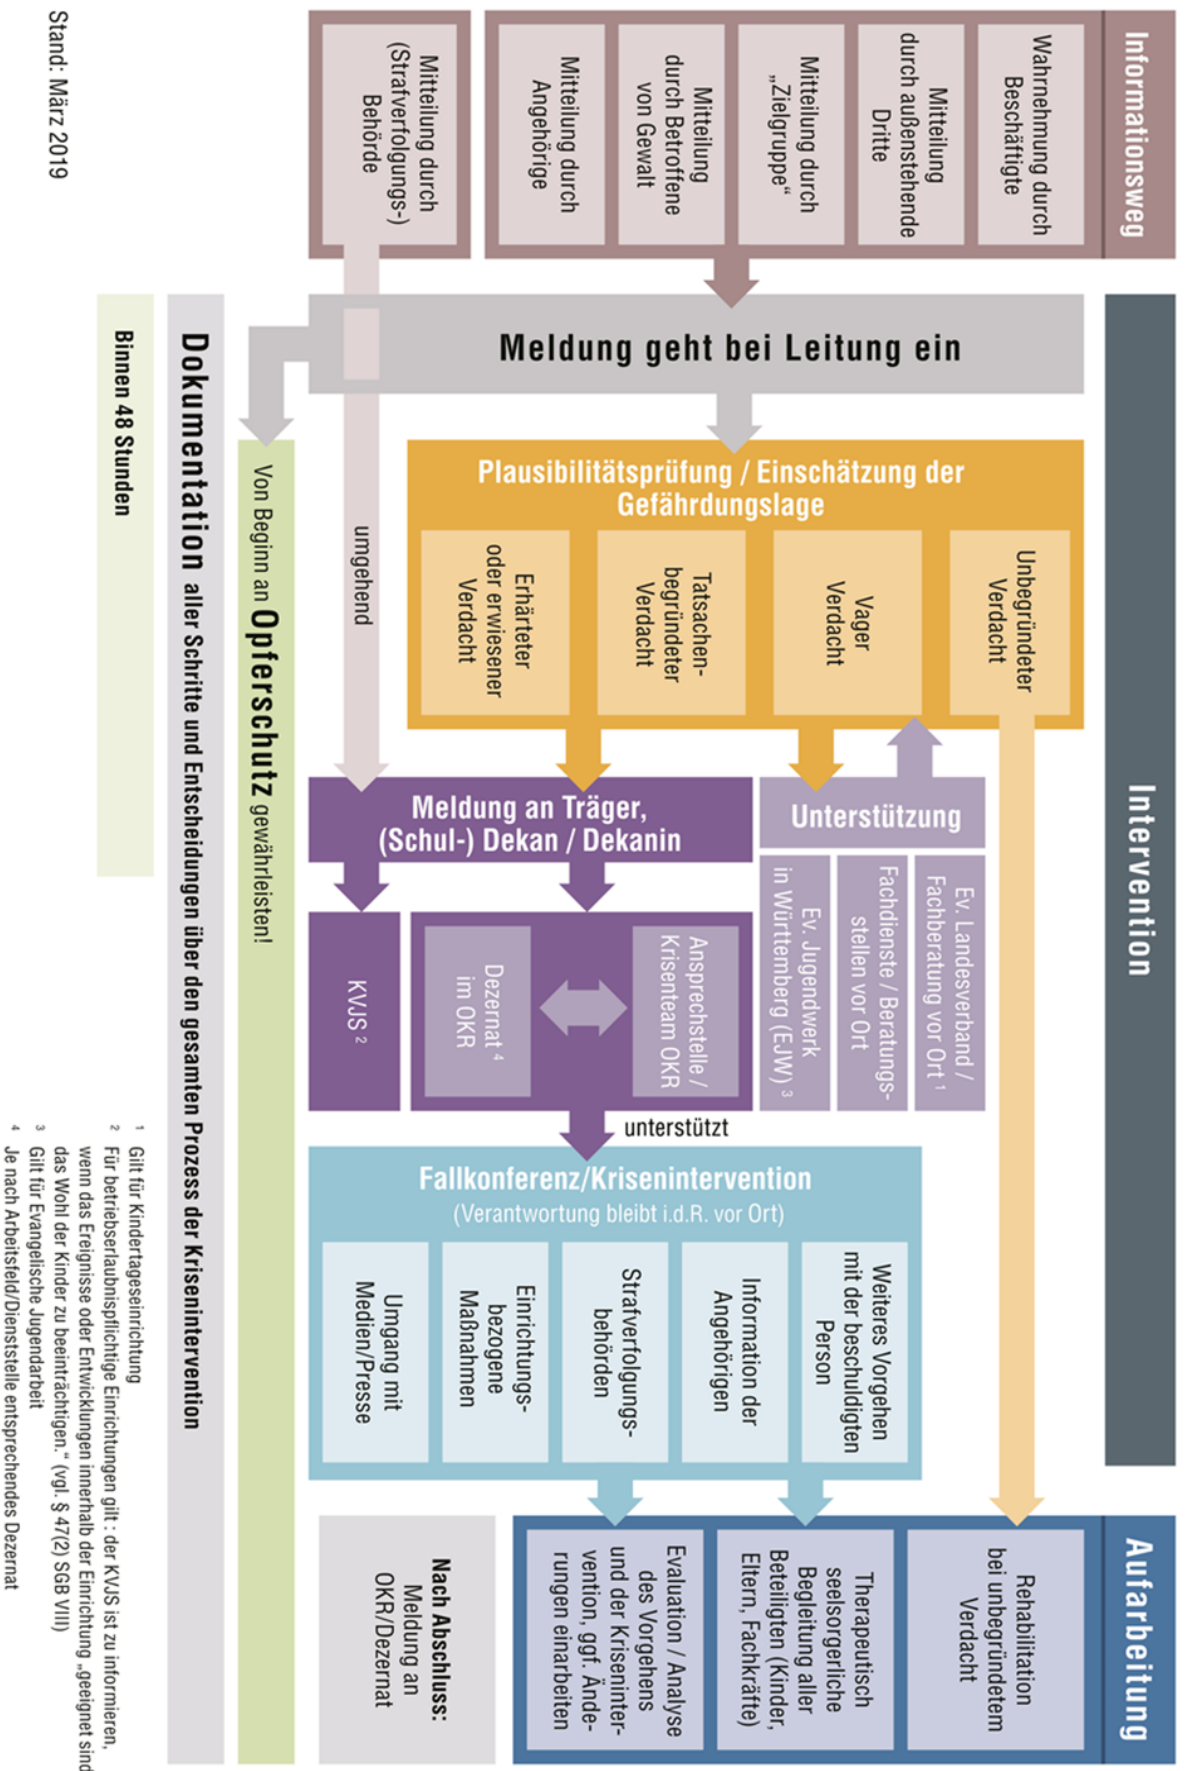 Informationsweg
Wahrnehmung durch
Beschäftigte
Mitteilung
durch außenstehende
Dritte
Mitteilung durch
„Zielgruppe“
Mitteilung
durch Betroffene
von Gewalt
Mitteilung durch
Angehörige
Mitteilung durch
(Strafverfolgungs-)
Behörde
Intervention
Meldung geht bei Leitung ein
Plausibilitätsprüfung / Einschätzung der
Gefährdungslage
Unbegründeter
Verdacht
Vager
Verdacht
Tatsachen-
begründeter
Verdacht
Erhärteter
oder erwiesener
Verdacht
umgehend
Unterstützung
Ev. Landesverband /
Fachberatung vor Ort ¹
Fachdienste / Beratungs-
stellen vor Ort
Ev. Jugendwerk
in Württemberg (EJW) ³
Meldung an Träger,
(Schul-) Dekan / Dekanin
Ansprechstelle /
Krisenteam OKR
Dezernat ⁴
im OKR
KVJS ²
unterstützt
Fallkonferenz/Krisenintervention
(Verantwortung bleibt i.d.R. vor Ort)
Weiteres Vorgehen
mit der beschuldigten
Person
Information der
Angehörigen
Strafverfolgungs-
behörden
Einrichtungs-
bezogene
Maßnahmen
Umgang mit
Medien/Presse
Aufarbeitung
Rehabilitation
bei unbegründetem
Verdacht
Therapeutisch
seelsorgerliche
Begleitung aller
Beteiligten (Kinder,
Eltern, Fachkräfte)
Evaluation / Analyse
des Vorgehens
und der Kriseninter-
vention, ggf. Ände-
rungen einarbeiten
Nach Abschluss:
Meldung an
OKR/Dezernat
Von Beginn an Opferschutz gewährleisten!
Dokumentation aller Schritte und Entscheidungen über den gesamten Prozess der Krisenintervention
Binnen 48 Stunden
Stand: März 2019
¹ Gilt für Kindertageseinrichtung
² Für betriebserlaubnispflichtige Einrichtungen gilt : der KVJS ist zu informieren,
wenn das Ereignisse oder Entwicklungen innerhalb der Einrichtung „geeignet sind
das Wohl der Kinder zu beeinträchtigen.“ (vgl. § 47(2) SGB VIII)
³ Gilt für Evangelische Jugendarbeit
⁴ Je nach Arbeitsfeld/Dienststelle entsprechendes Dezernat